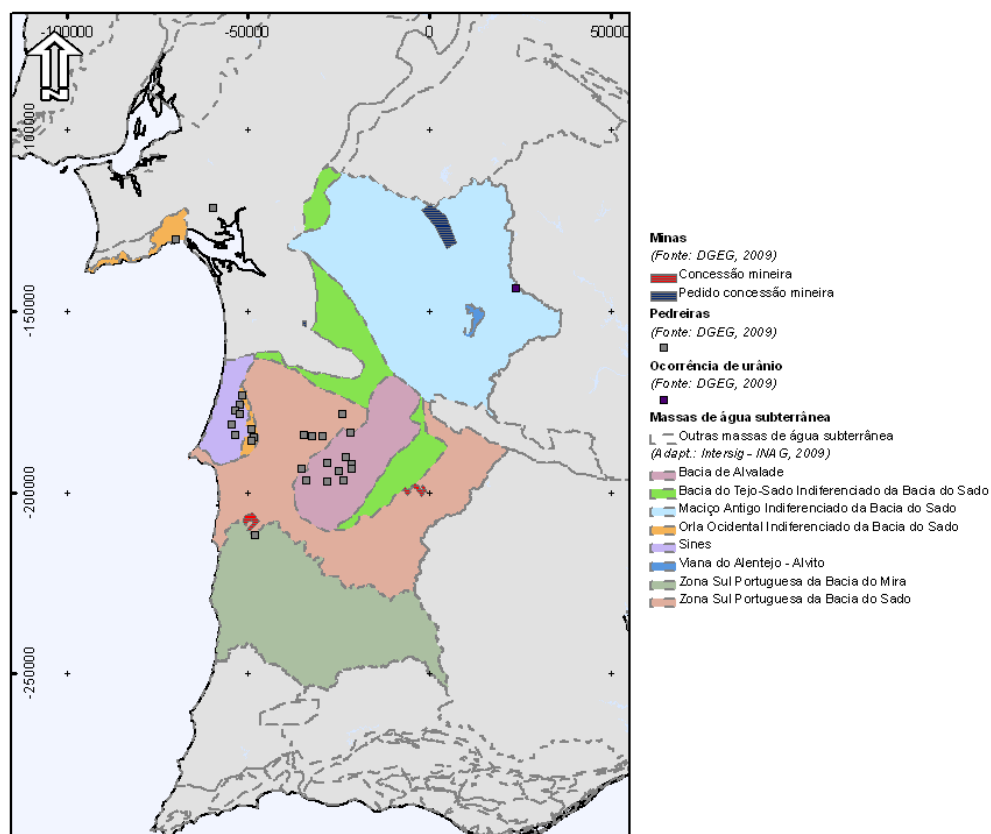 -100000
-50000
0
50000
N
-100000
-150000
-200000
-250000
Minas
(Fonte: DGEG, 2009)
Concessão mineira
Pedido concessão mineira
Pedreiras
(Fonte: DGEG, 2009)
Ocorrência de urânio
(Fonte: DGEG, 2009)
Massas de água subterrânea
Outras massas de água subterrânea
(Adapt.: Intersig - INAG, 2009)
Bacia de Alvalade
Bacia do Tejo-Sado Indiferenciado da Bacia do Sado
Maciço Antigo Indiferenciado da Bacia do Sado
Orla Ocidental Indiferenciado da Bacia do Sado
Sines
Viana do Alentejo - Alvito
Zona Sul Portuguesa da Bacia do Mira
Zona Sul Portuguesa da Bacia do Sado